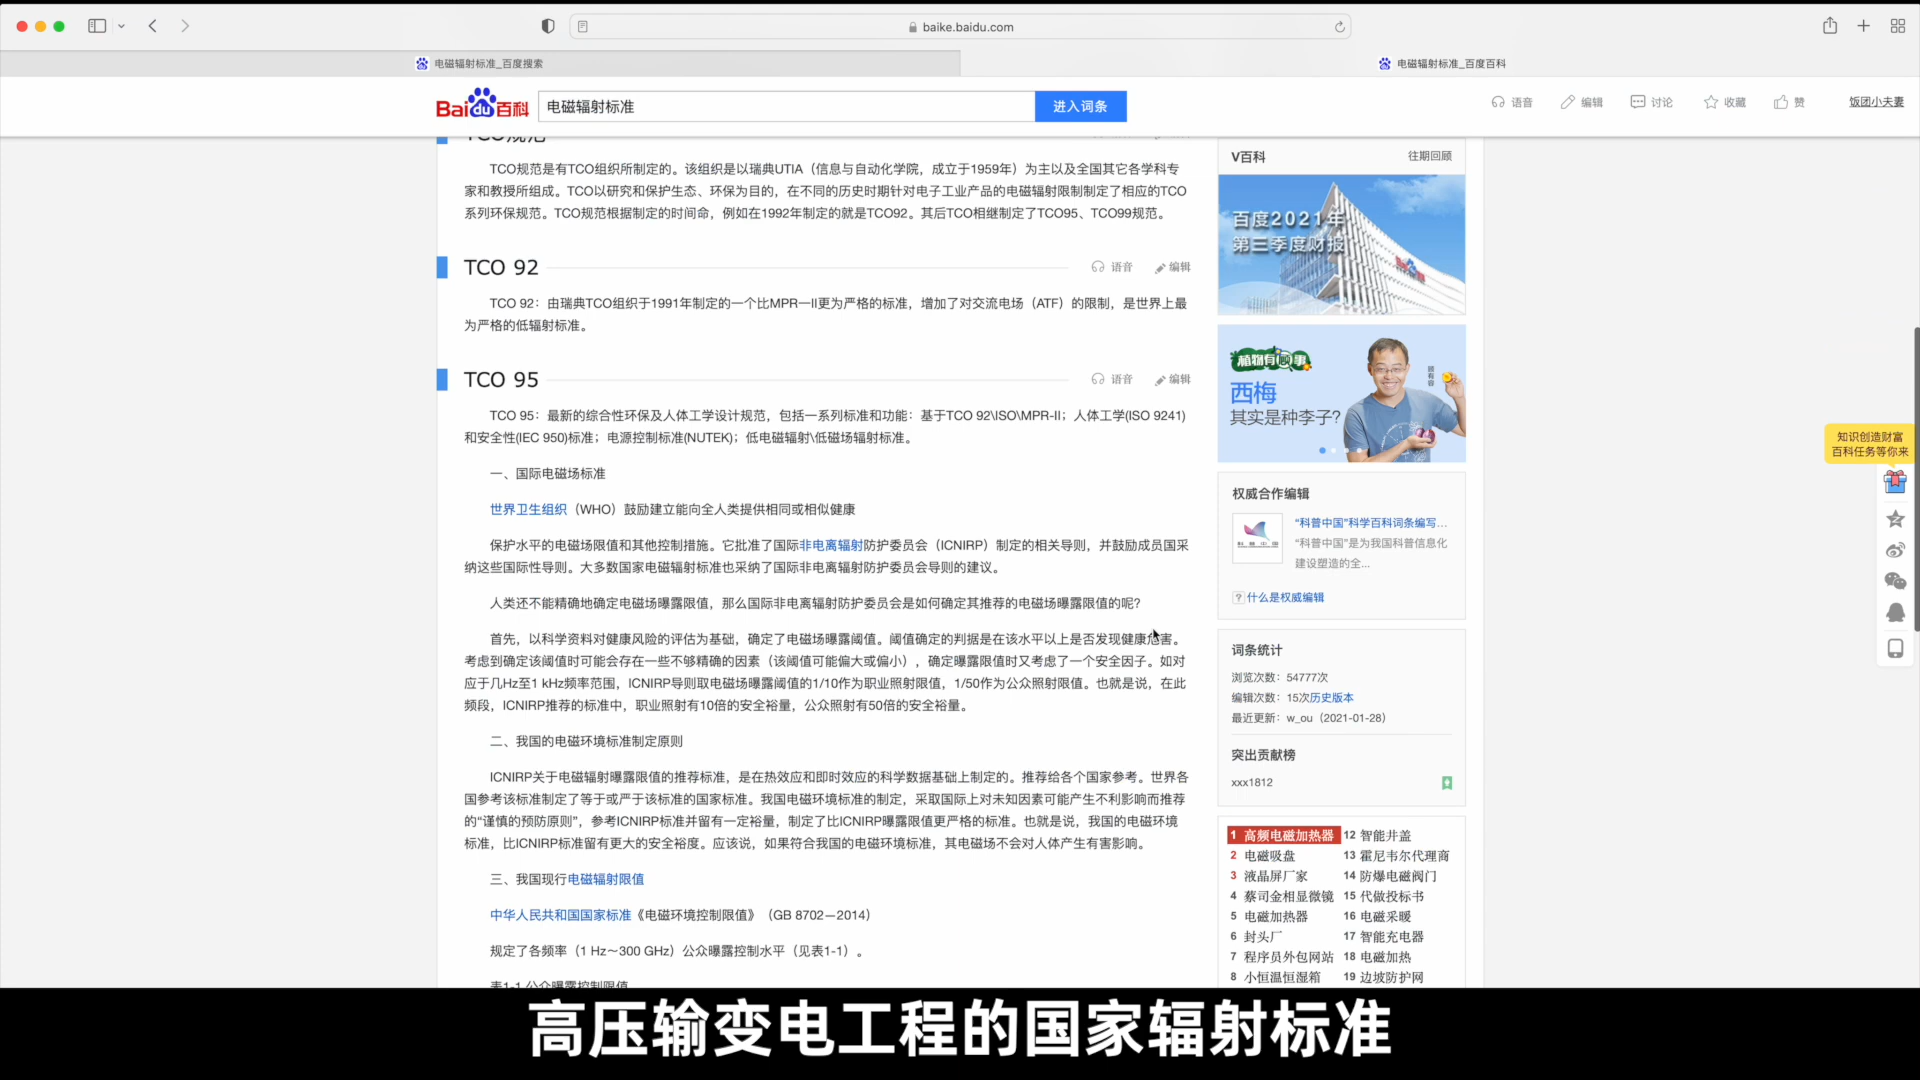 baike.baidu.com
电磁辐射标准_百度搜索
电磁辐射标准_百度百科
Bai du 百科
电磁辐射标准
进入词条
语音
编辑
讨论
收藏
赞
饭团小夫妻
TCO规范
TCO规范是有TCO组织所制定的。该组织是以瑞典UTIA（信息与自动化学院，成立于1959年）为主以及全国其它各学科专
家和教授所组成。TCO以研究和保护生态、环保为目的，在不同的历史时期针对电子工业产品的电磁辐射限制制定了相应的TCO
系列环保规范。TCO规范根据制定的时间命，例如在1992年制定的就是TCO92。其后TCO相继制定了TCO95、TCO99规范。
TCO 92
语音
编辑
TCO 92：由瑞典TCO组织于1991年制定的一个比MPR—II更为严格的标准，增加了对交流电场（ATF）的限制，是世界上最
为严格的低辐射标准。
TCO 95
语音
编辑
TCO 95：最新的综合性环保及人体工学设计规范，包括一系列标准和功能：基于TCO 92\ISO\MPR-II；人体工学(ISO 9241)
和安全性(IEC 950)标准；电源控制标准(NUTEK)；低电磁辐射\低磁场辐射标准。
一、国际电磁场标准
世界卫生组织（WHO）鼓励建立能向全人类提供相同或相似健康
保护水平的电磁场限值和其他控制措施。它批准了国际非电离辐射防护委员会（ICNIRP）制定的相关导则，并鼓励成员国采
纳这些国际性导则。大多数国家电磁辐射标准也采纳了国际非电离辐射防护委员会导则的建议。
人类还不能精确地确定电磁场曝露限值，那么国际非电离辐射防护委员会是如何确定其推荐的电磁场曝露限值的呢？
首先，以科学资料对健康风险的评估为基础，确定了电磁场曝露阈值。阈值确定的判据是在该水平以上是否发现健康危害。
考虑到确定该阈值时可能会存在一些不够精确的因素（该阈值可能偏大或偏小），确定曝露限值时又考虑了一个安全因子。如对
应于几Hz至1 kHz频率范围，ICNIRP导则取电磁场曝露阈值的1/10作为职业照射限值，1/50作为公众照射限值。也就是说，在此
频段，ICNIRP推荐的标准中，职业照射有10倍的安全裕量，公众照射有50倍的安全裕量。
二、我国的电磁环境标准制定原则
ICNIRP关于电磁辐射曝露限值的推荐标准，是在热效应和即时效应的科学数据基础上制定的。推荐给各个国家参考。世界各
国参考该标准制定了等于或严于该标准的国家标准。我国电磁环境标准的制定，采取国际上对未知因素可能产生不利影响而推荐
的“谨慎的预防原则”，参考ICNIRP标准并留有一定裕量，制定了比ICNIRP曝露限值更严格的标准。也就是说，我国的电磁环境
标准，比ICNIRP标准留有更大的安全裕度。应该说，如果符合我国的电磁环境标准，其电磁场不会对人体产生有害影响。
三、我国现行电磁辐射限值
中华人民共和国国家标准《电磁环境控制限值》（GB 8702—2014）
规定了各频率（1 Hz～300 GHz）公众曝露控制水平（见表1-1）。
表1-1 公众曝露控制限值
V百科
往期回顾
百度2021年
第三季度财报
植物有故事
西梅
其实是种李子？
顾有容
权威合作编辑
“科普中国”科学百科词条编写...
“科普中国”是为我国科普信息化
建设塑造的全...
科普中国
? 什么是权威编辑
词条统计
浏览次数：54777次
编辑次数：15次历史版本
最近更新：w_ou（2021-01-28）
突出贡献榜
xxx1812
1 高频电磁加热器 12 智能井盖
2 电磁吸盘 13 霍尼韦尔代理商
3 液晶屏厂家 14 防爆电磁阀门
4 蔡司金相显微镜 15 代做投标书
5 电磁加热器 16 电磁采暖
6 封头厂 17 智能充电器
7 程序员外包网站 18 电磁加热
8 小恒温恒湿箱 19 边坡防护网
知识创造财富
百科任务等你来
高压输变电工程的国家辐射标准